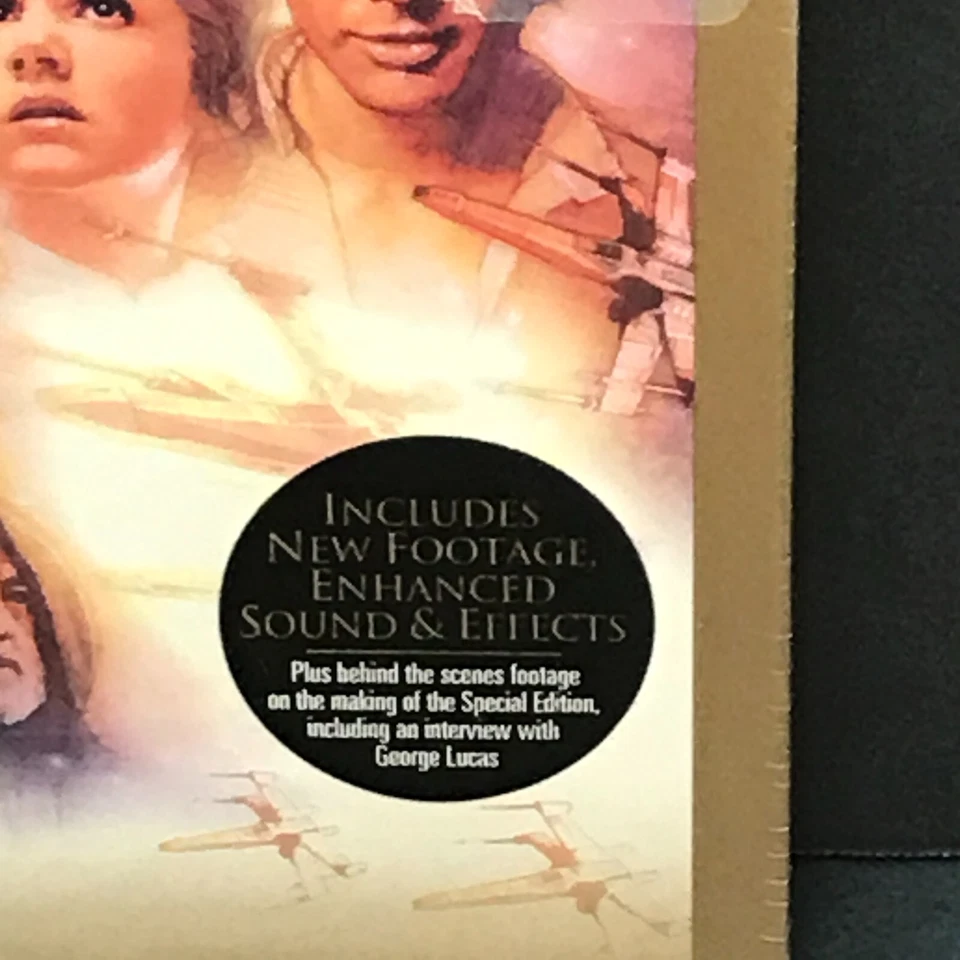 INCLUDES
NEW FOOTAGE,
ENHANCED
SOUND & EFFECTS
Plus behind the scenes footage
on the making of the Special Edition,
including an interview with
George Lucas